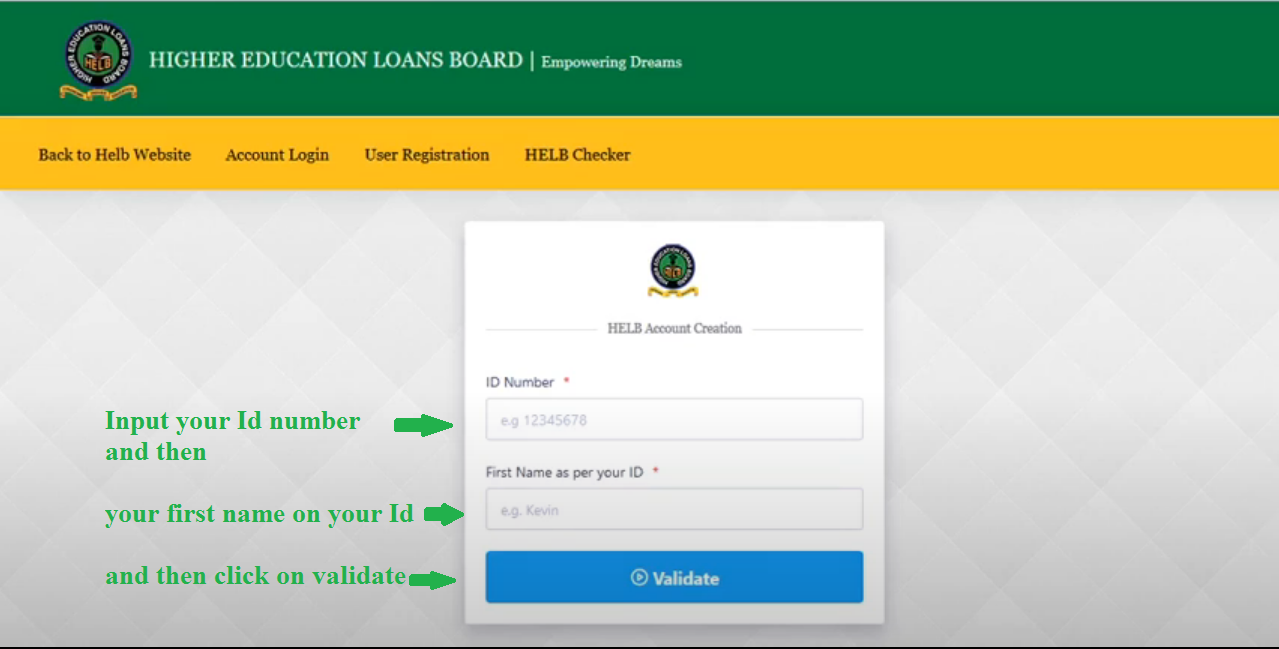 HIGHER EDUCATION LOANS BOARD
HELB
HIGHER EDUCATION LOANS BOARD | Empowering Dreams
Back to Helb Website Account Login User Registration HELB Checker
HELB Account Creation
ID Number *
e.g 12345678
Input your Id number
and then
First Name as per your ID *
e.g. Kevin
your first name on your Id
Validate
and then click on validate